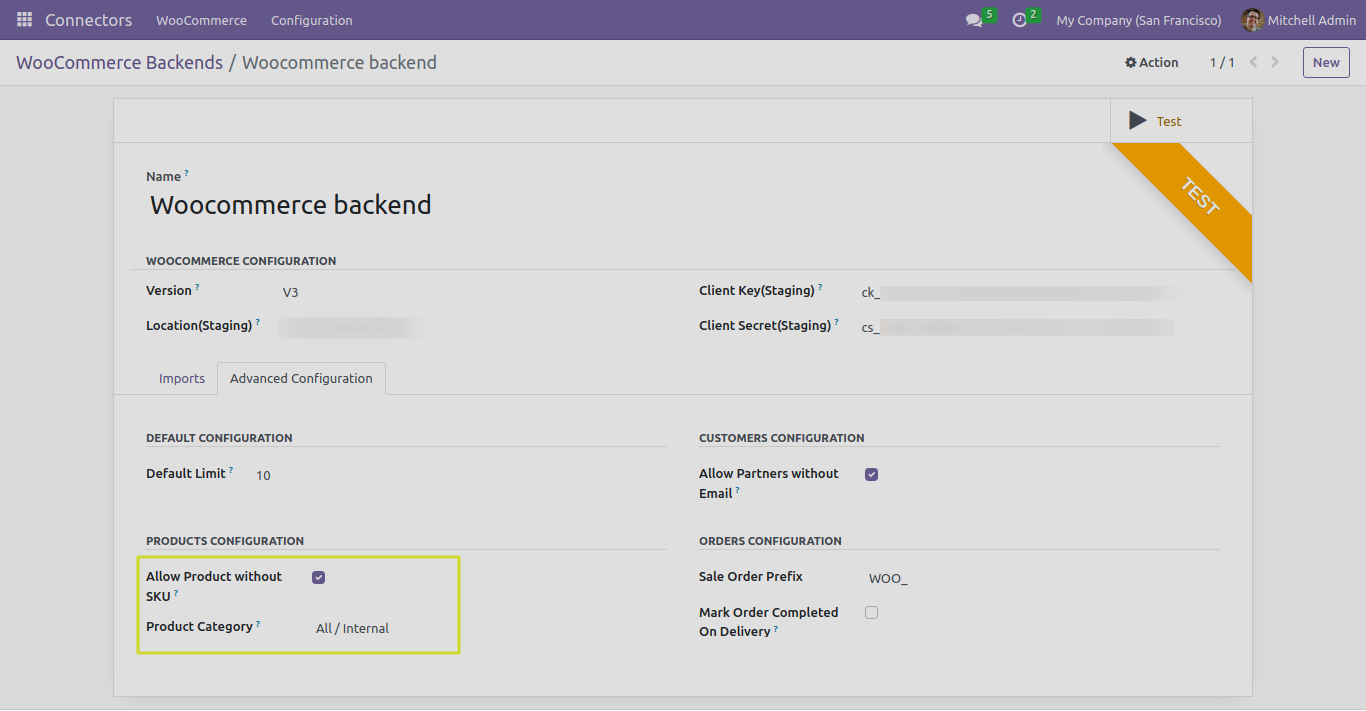 Connectors WooCommerce Configuration 5 2 My Company (San Francisco) Mitchell Admin
WooCommerce Backends / Woocommerce backend Action 1 / 1 New
Test
TEST
Name ?
Woocommerce backend
WOOCOMMERCE CONFIGURATION
Version ? V3
Client Key(Staging) ? ck_
Location(Staging) ?
Client Secret(Staging) ? cs_
Imports Advanced Configuration
DEFAULT CONFIGURATION
Default Limit ? 10
CUSTOMERS CONFIGURATION
Allow Partners without
Email ?
PRODUCTS CONFIGURATION
Allow Product without
SKU ?
Product Category ? All / Internal
ORDERS CONFIGURATION
Sale Order Prefix WOO_
Mark Order Completed
On Delivery ?